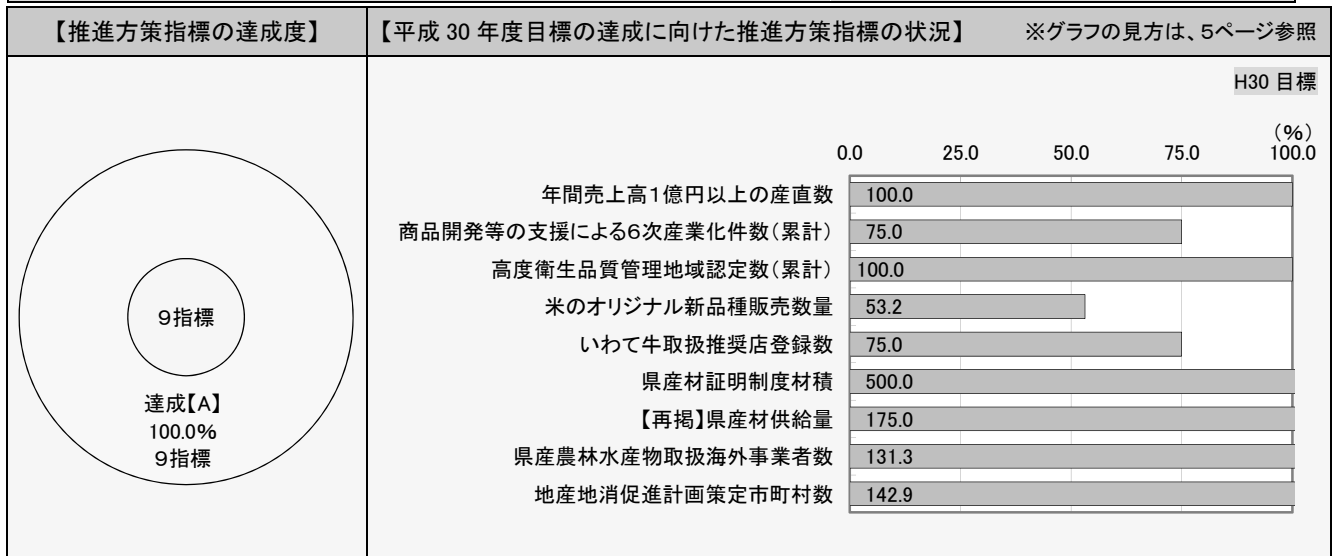 【推進方策指標の達成度】
【平成 30 年度目標の達成に向けた推進方策指標の状況】 ※グラフの見方は、5ページ参照
9指標
達成【A】
100.0%
9指標
H30 目標
(%)
0.0 25.0 50.0 75.0 100.0
年間売上高1億円以上の産直数 100.0
商品開発等の支援による6次産業化件数(累計) 75.0
高度衛生品質管理地域認定数(累計) 100.0
米のオリジナル新品種販売数量 53.2
いわて牛取扱推奨店登録数 75.0
県産材証明制度材積 500.0
【再掲】県産材供給量 175.0
県産農林水産物取扱海外事業者数 131.3
地産地消促進計画策定市町村数 142.9